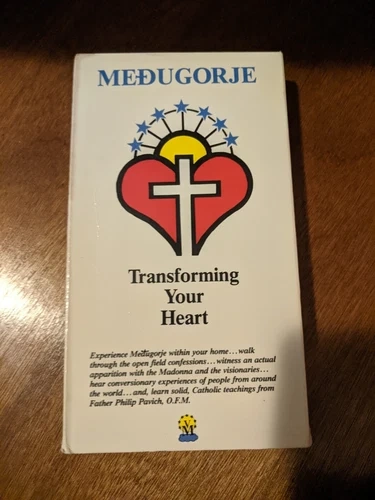 MEĐUGORJE
Transforming
Your
Heart
Experience Međugorje within your home...walk
through the open field confessions...witness an actual
apparition with the Madonna and the visionaries...
hear conversionary experiences of people from around
the world...and, learn solid, Catholic teachings from
Father Philip Pavich, O.F.M.